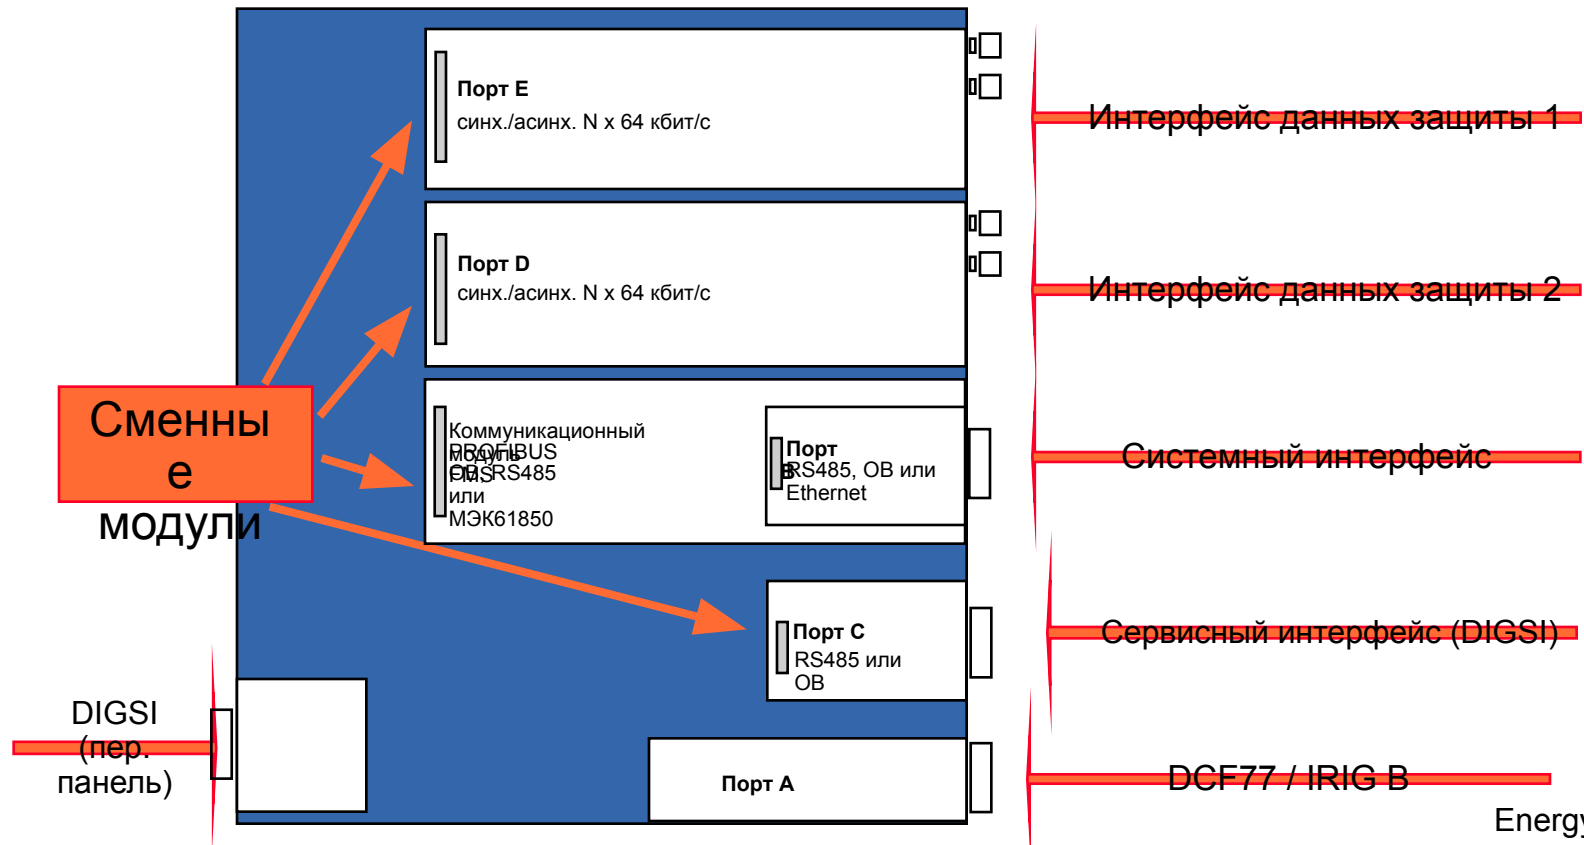 Порт E
синх./асинх. N x 64 кбит/с
Интерфейс данных защиты 1
Порт D
синх./асинх. N x 64 кбит/с
Интерфейс данных защиты 2
Сменны
е
модули
Коммуникационный
модуль
PROFIBUS
FMS
ОВ, RS485
или
МЭК61850
Порт
B
RS485, ОВ или
Ethernet
Системный интерфейс
Порт C
RS485 или
ОВ
Сервисный интерфейс (DIGSI)
DIGSI
(пер.
панель)
Порт A
DCF77 / IRIG B
Energy